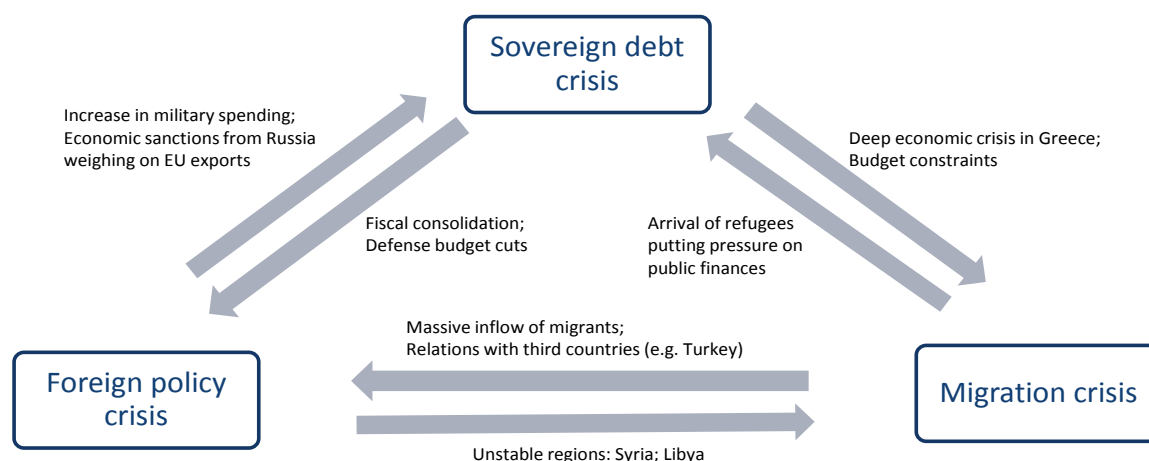 Sovereign debt
crisis
Increase in military spending;
Economic sanctions from Russia
weighing on EU exports
Deep economic crisis in Greece;
Budget constraints
Fiscal consolidation;
Defense budget cuts
Arrival of refugees
putting pressure on
public finances
Massive inflow of migrants;
Relations with third countries (e.g. Turkey)
Foreign policy
crisis
Migration crisis
Unstable regions: Syria; Libya